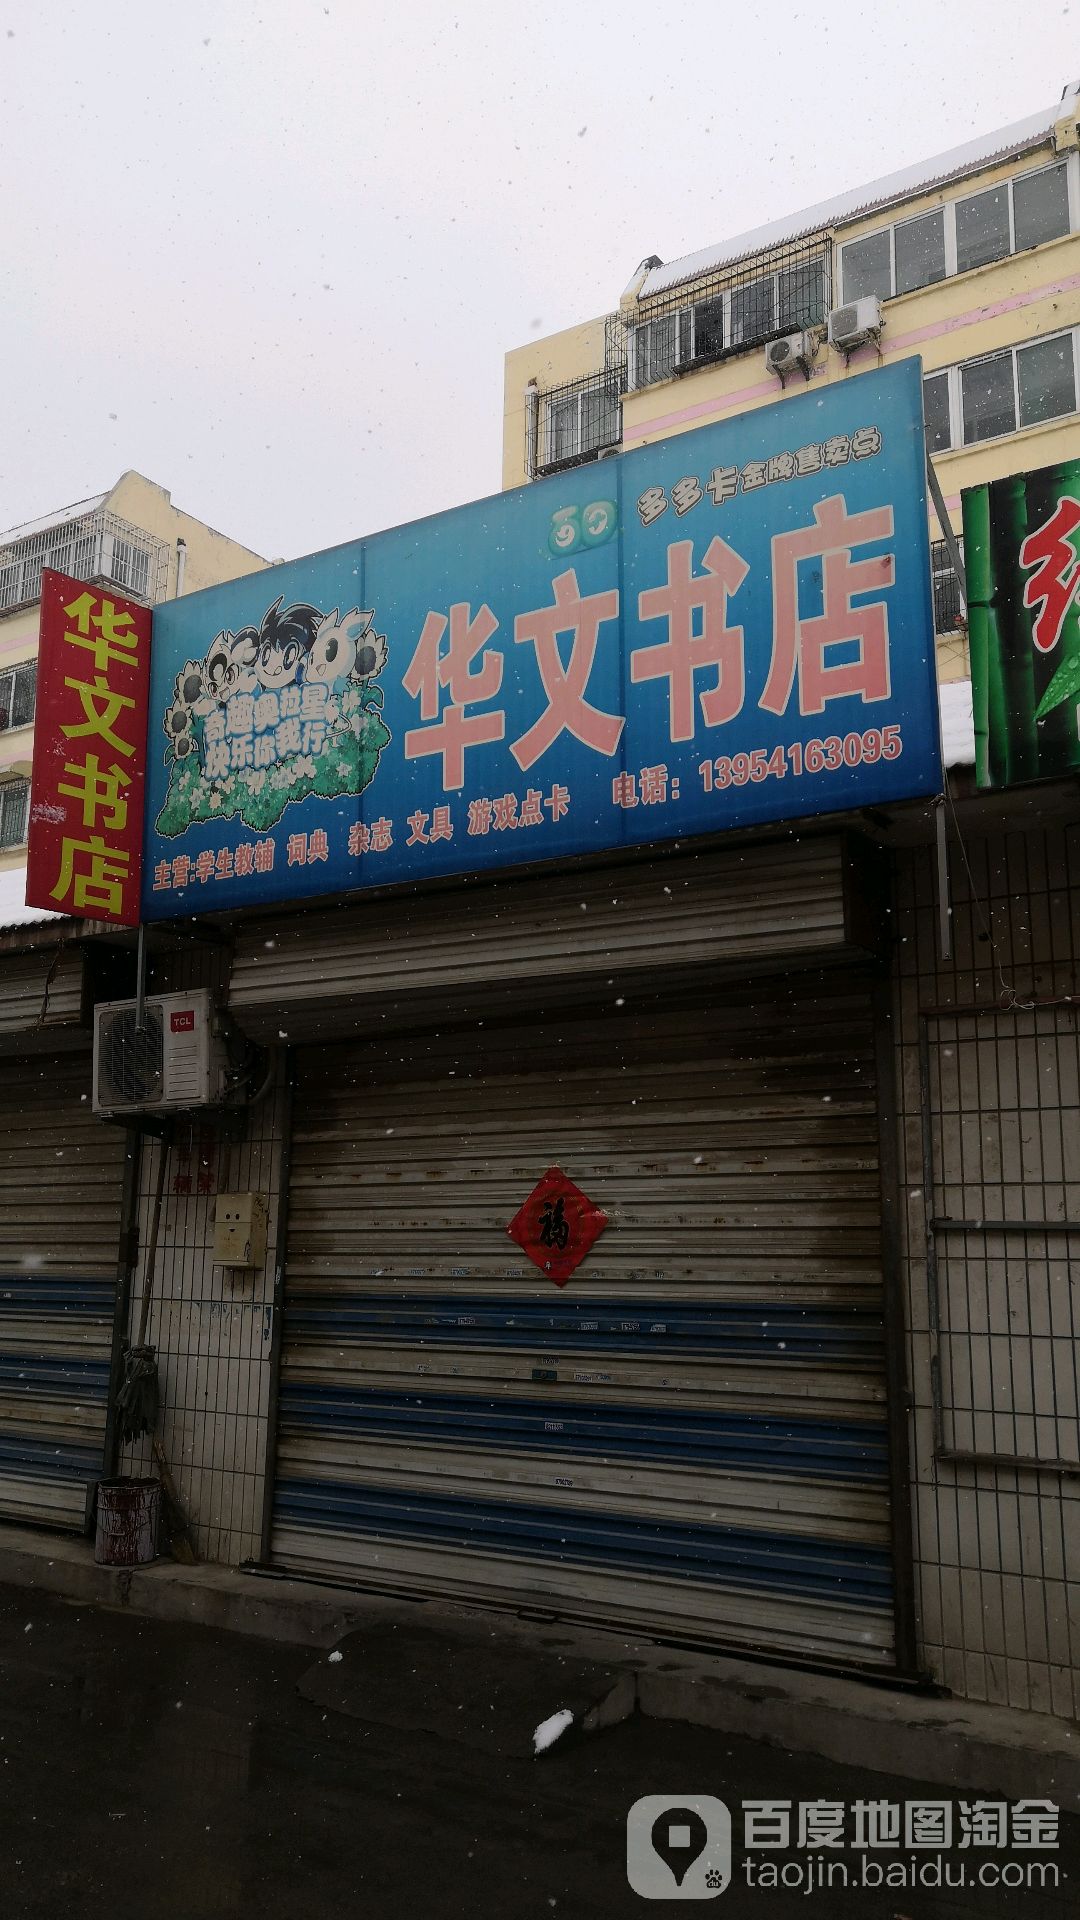 多多卡金牌售卖点
华文书店
华文书店
奇趣奥拉星
快乐你我行
电话：13954163095
主营:学生教辅 词典 杂志 文具 游戏点卡
TCL
福
百度地图淘金
taojin.baidu.com